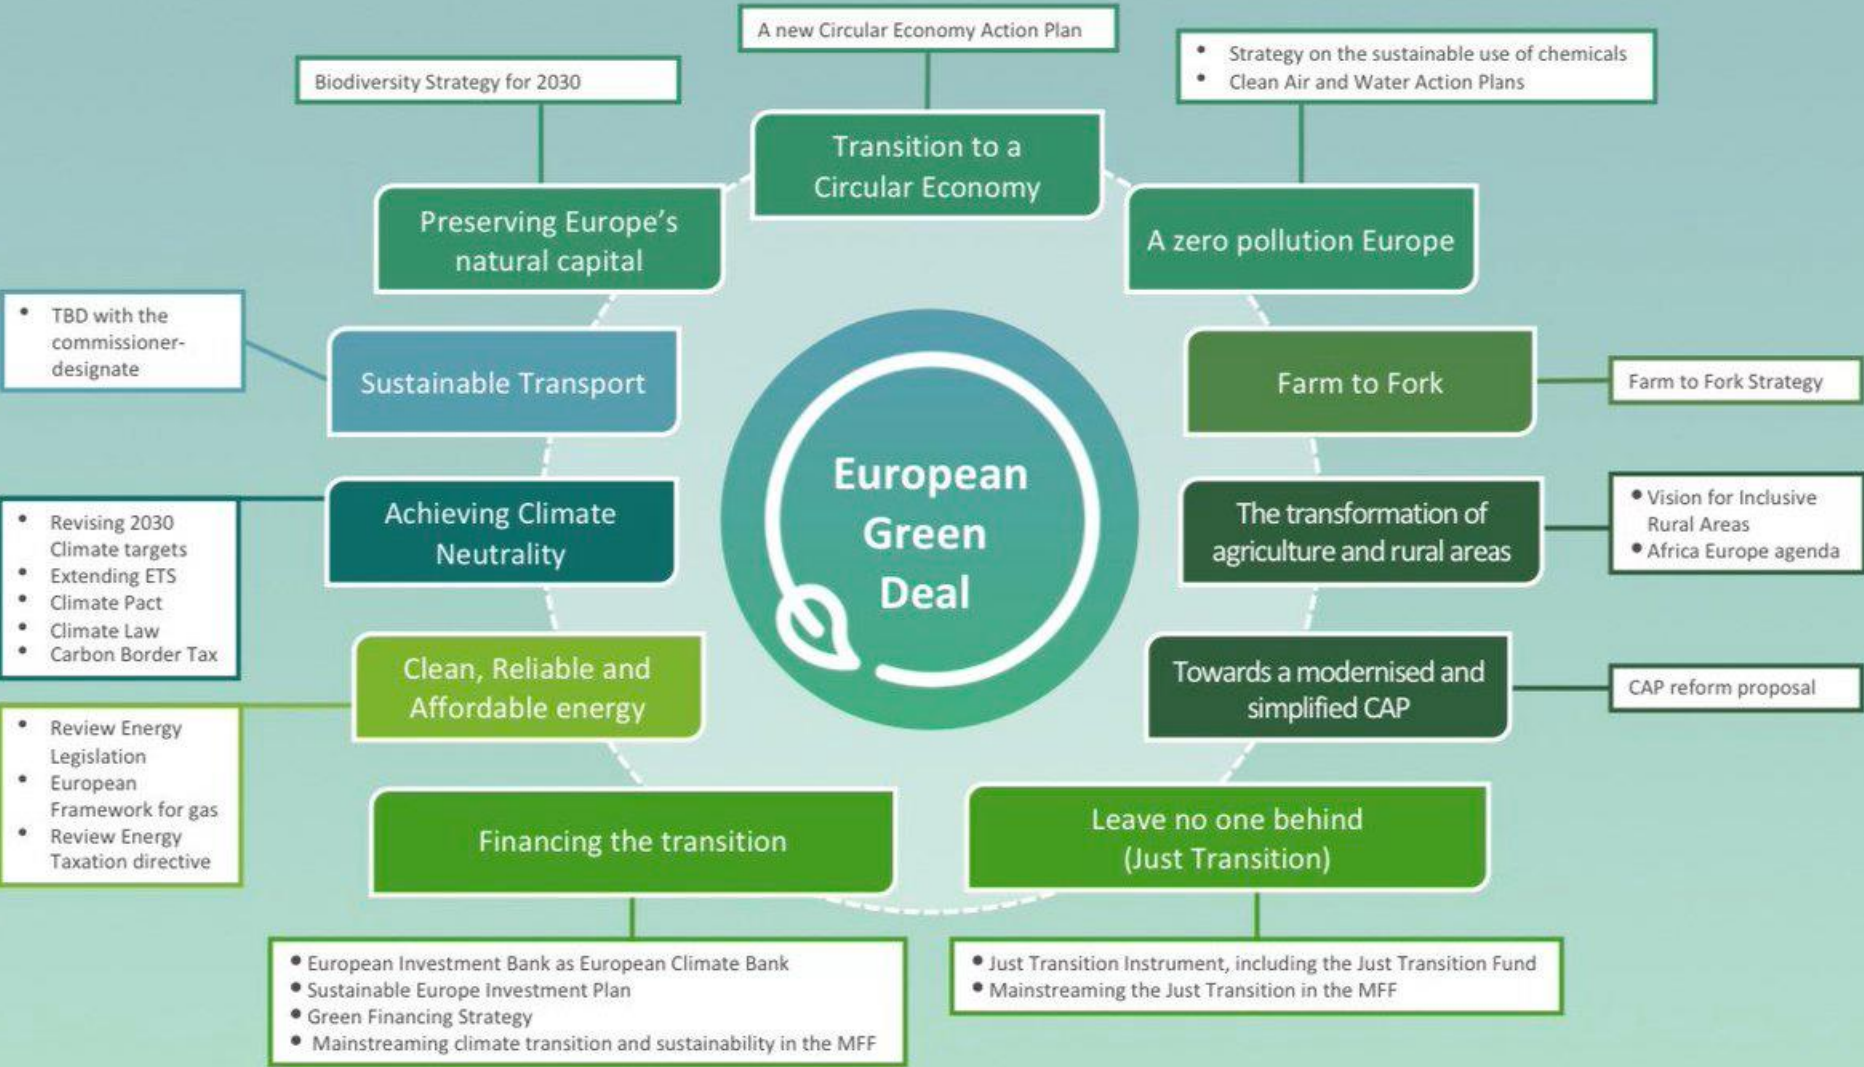 A new Circular Economy Action Plan
Biodiversity Strategy for 2030
• Strategy on the sustainable use of chemicals
• Clean Air and Water Action Plans
Transition to a
Circular Economy
Preserving Europe's
natural capital
A zero pollution Europe
• TBD with the
commissioner-
designate
Sustainable Transport
Farm to Fork
Farm to Fork Strategy
European
Green
Deal
• Revising 2030
Climate targets
• Extending ETS
• Climate Pact
• Climate Law
• Carbon Border Tax
Achieving Climate
Neutrality
The transformation of
agriculture and rural areas
• Vision for Inclusive
Rural Areas
• Africa Europe agenda
• Review Energy
Legislation
• European
Framework for gas
• Review Energy
Taxation directive
Clean, Reliable and
Affordable energy
Towards a modernised and
simplified CAP
CAP reform proposal
Financing the transition
Leave no one behind
(Just Transition)
• European Investment Bank as European Climate Bank
• Sustainable Europe Investment Plan
• Green Financing Strategy
• Mainstreaming climate transition and sustainability in the MFF
• Just Transition Instrument, including the Just Transition Fund
• Mainstreaming the Just Transition in the MFF